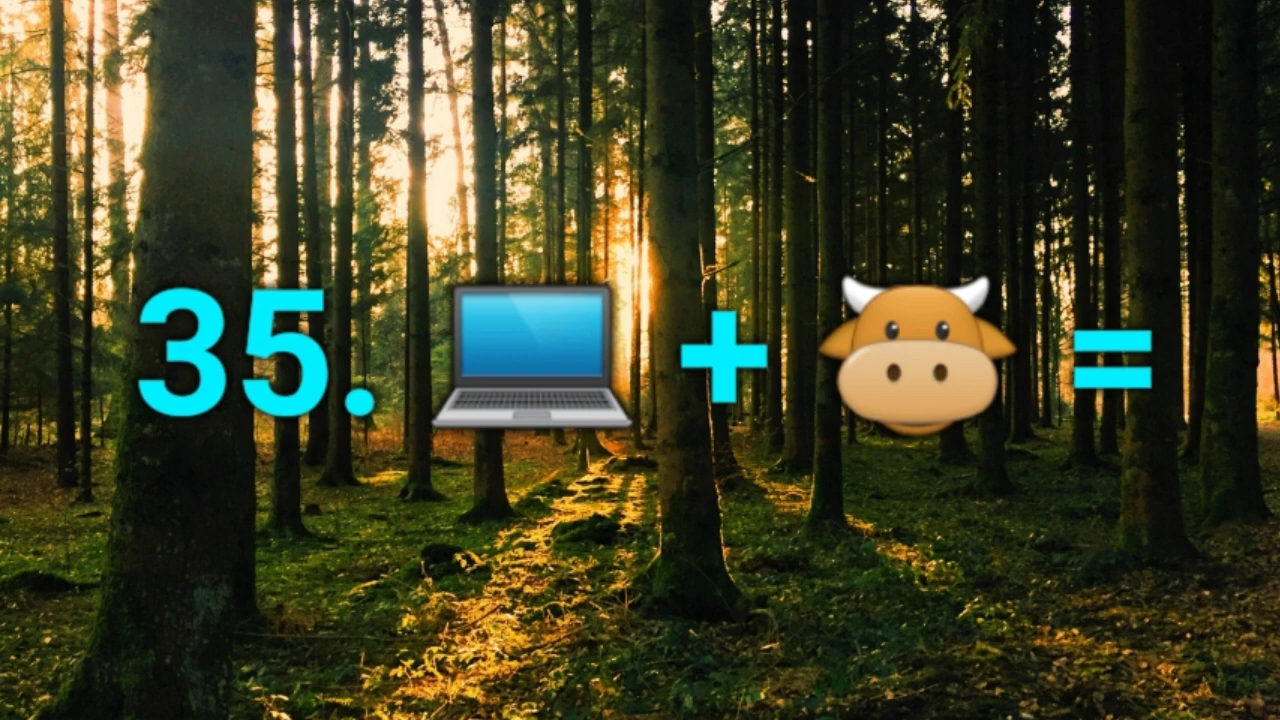 35. 💻 + 🐮 =